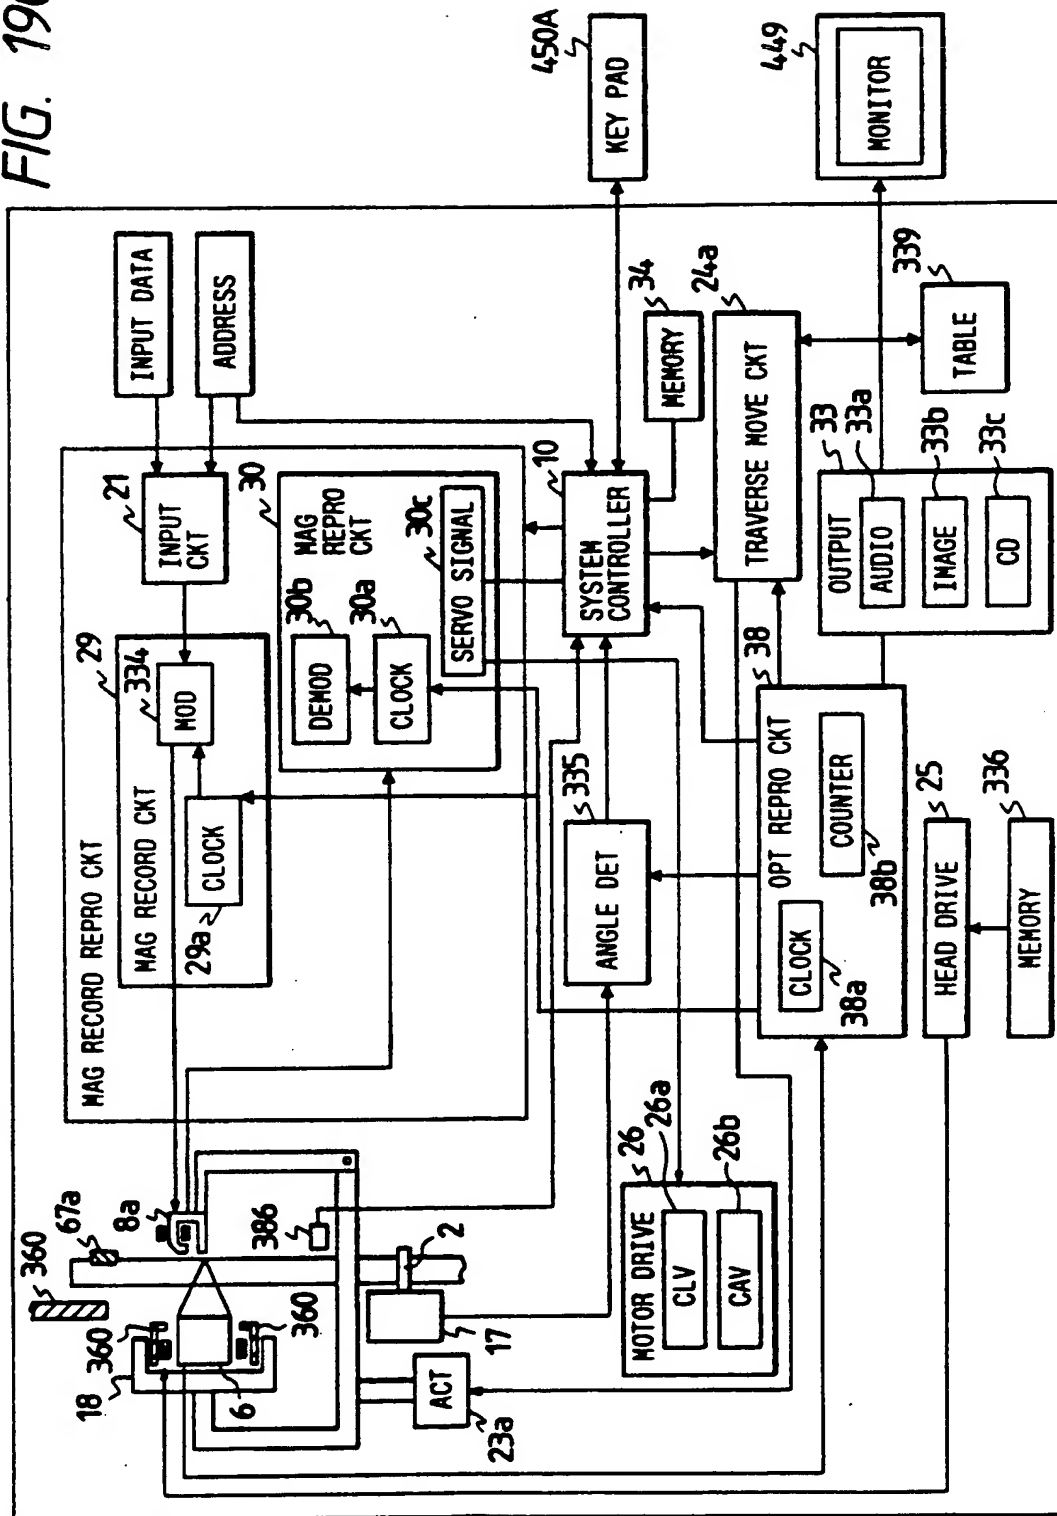 FIG. 190
450A
KEY PAD
449
MONITOR
INPUT DATA
ADDRESS
339
TABLE
34
MEMORY
24a
TRAVERSE MOVE CKT
33
OUTPUT
33a
AUDIO
33b
IMAGE
33c
CD
MAG RECORD REPRO CKT
21
INPUT CKT
29
MAG RECORD CKT
334
MOD
29a
CLOCK
30
MAG REPRO CKT
30b
DEMOD
30a
CLOCK
30c
SERVO SIGNAL
10
SYSTEM CONTROLLER
335
ANGLE DET
38
OPT REPRO CKT
CLOCK
38a
COUNTER
38b
25
HEAD DRIVE
336
MEMORY
360
67a
8a
386
2
360
360
18
6
17
ACT
23a
26
MOTOR DRIVE
26a
CLV
26b
CAV